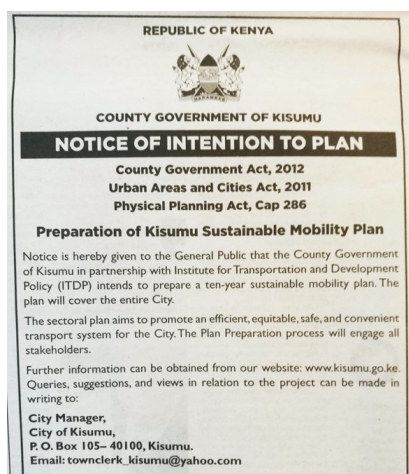 REPUBLIC OF KENYA
HARAMBEE
COUNTY GOVERNMENT OF KISUMU
NOTICE OF INTENTION TO PLAN
County Government Act, 2012
Urban Areas and Cities Act, 2011
Physical Planning Act, Cap 286
Preparation of Kisumu Sustainable Mobility Plan
Notice is hereby given to the General Public that the County Government
of Kisumu in partnership with Institute for Transportation and Development
Policy (ITDP) intends to prepare a ten-year sustainable mobility plan. The
plan will cover the entire City.
The sectoral plan aims to promote an efficient, equitable, safe, and convenient
transport system for the City. The Plan Preparation process will engage all
stakeholders.
Further information can be obtained from our website: www.kisumu.go.ke.
Queries, suggestions, and views in relation to the project can be made in
writing to:
City Manager,
City of Kisumu,
P. O. Box 105– 40100, Kisumu.
Email: townclerk_kisumu@yahoo.com